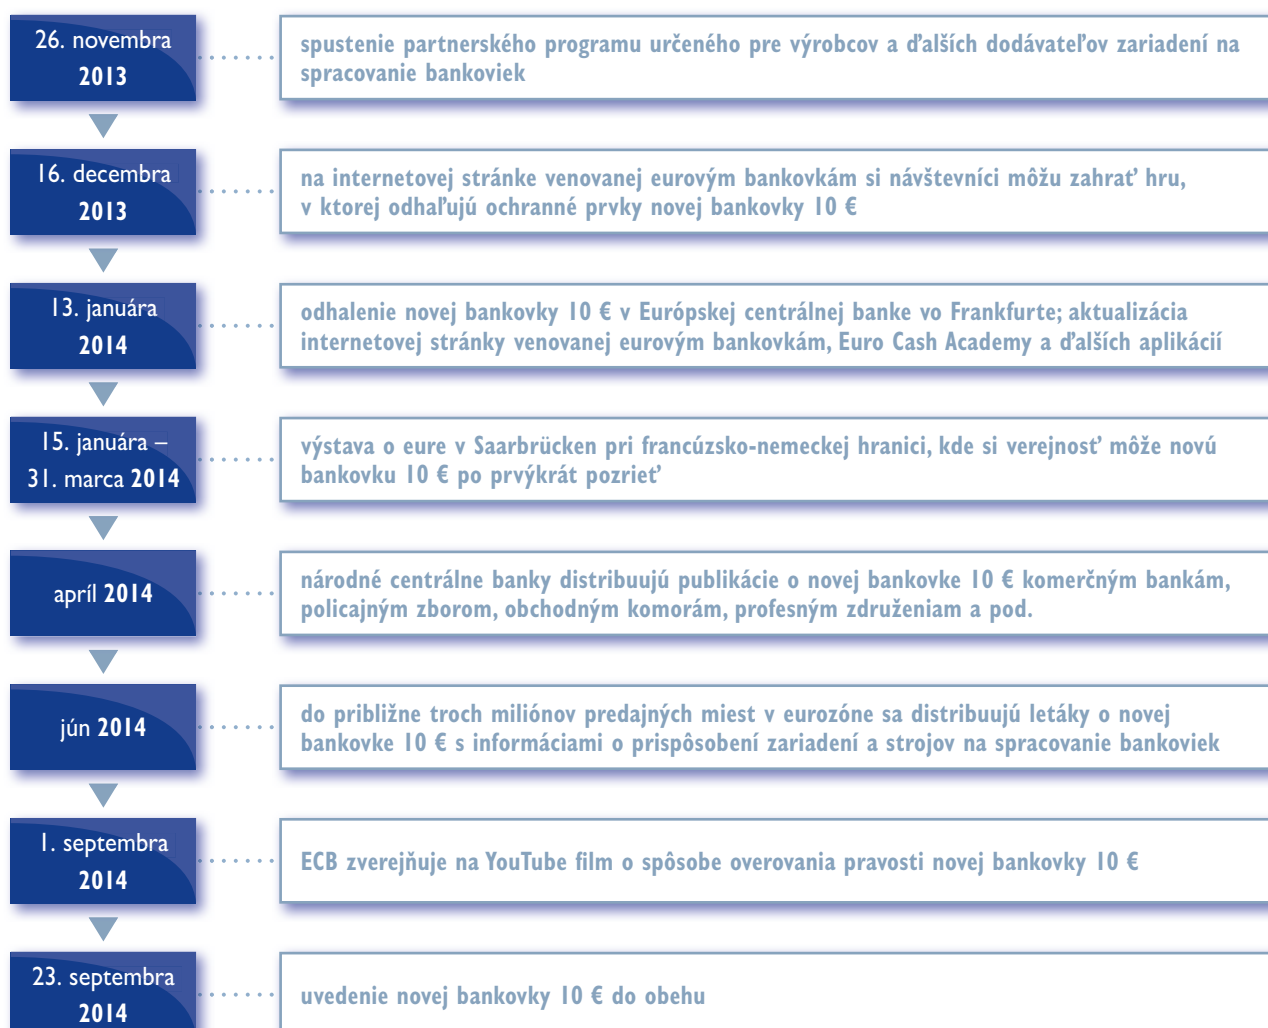 26. novembra
2013
spustenie partnerského programu určeného pre výrobcov a ďalších dodávateľov zariadení na
spracovanie bankoviek
16. decembra
2013
na internetovej stránke venovanej eurovým bankovkám si návštevníci môžu zahrať hru,
v ktorej odhaľujú ochranné prvky novej bankovky 10 €
13. januára
2014
odhalenie novej bankovky 10 € v Európskej centrálnej banke vo Frankfurte; aktualizácia
internetovej stránky venovanej eurovým bankovkám, Euro Cash Academy a ďalších aplikácií
15. januára –
31. marca 2014
výstava o eure v Saarbrücken pri francúzsko-nemeckej hranici, kde si verejnosť môže novú
bankovku 10 € po prvýkrát pozrieť
apríl 2014
národné centrálne banky distribuujú publikácie o novej bankovke 10 € komerčným bankám,
policajným zborom, obchodným komorám, profesným združeniam a pod.
jún 2014
do približne troch miliónov predajných miest v eurozóne sa distribuujú letáky o novej
bankovke 10 € s informáciami o prispôsobení zariadení a strojov na spracovanie bankoviek
1. septembra
2014
ECB zverejňuje na YouTube film o spôsobe overovania pravosti novej bankovky 10 €
23. septembra
2014
uvedenie novej bankovky 10 € do obehu